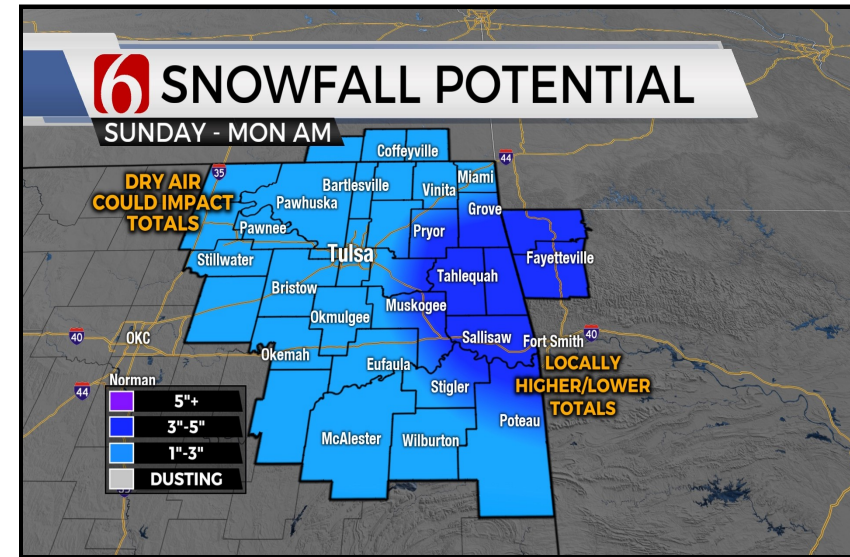 6 SNOWFALL POTENTIAL
SUNDAY - MON AM
Coffeyville
44
35
DRY AIR
COULD IMPACT
TOTALS
Bartlesville
Miami
Vinita
Pawhuska
Grove
Pawnee
Pryor
Tulsa
Stillwater
Fayetteville
Tahlequah
Bristow
Muskogee
Okmulgee
40
OKC
Sallisaw
Fort Smith
40
Okemah
Eufaula
LOCALLY
HIGHER/LOWER
TOTALS
Norman
44
Stigler
5"+
3"-5"
Poteau
1"-3"
McAlester
Wilburton
DUSTING
35